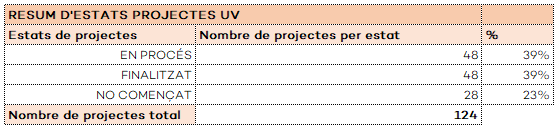 RESUM D'ESTATS PROJECTES UV
Estats de projectes Nombre de projectes per estat %
EN PROCÉS 48 39%
FINALITZAT 48 39%
NO COMENÇAT 28 23%
Nombre de projectes total 124